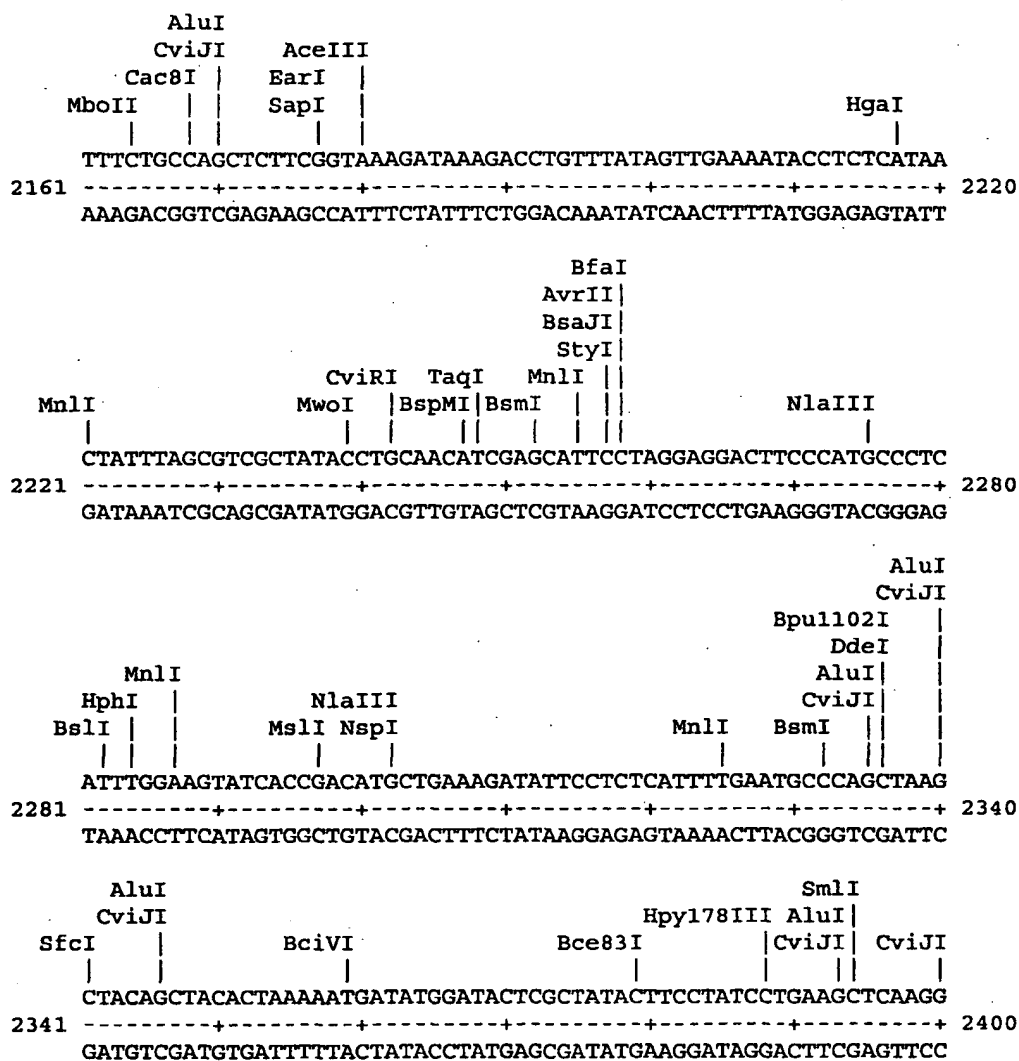 AluI
CviJI AceIII
Cac8I | EarI |
MboII | | SapI | HgaI
| | | | | |
TTTCTGCCAGCTCTTCGGTAAAGATAAAGACCTGTTTATAGTTGAAAATACCTCTCATAA
2161 ---------+---------+---------+---------+---------+---------+ 2220
AAAGACGGTCGAGAAGCCATTTCTATTTCTGGACAAATATCAACTTTTATGGAGAGTATT
BfaI
AvrII|
BsaJI|
StyI|
CviRI TaqI MnlI ||
MnlI MwoI | BspMI| BsmI | || NlaIII
| | | || | | || |
CTATTTAGCGTCGCTATACCTGCAACATCGAGCATTCCTAGGAGGACTTCCCATGCCCTC
2221 ---------+---------+---------+---------+---------+---------+ 2280
GATAAATCGCAGCGATATGGACGTTGTAGCTCGTAAGGATCCTCCTGAAGGGTACGGGAG
AluI
CviJI
Bpu1102I |
DdeI |
MnlI AluI| |
HphI | NlaIII CviJI| |
BslI | | MslI NspI MnlI BsmI || |
| | | | | | | || |
ATTTGGAAGTATCACCGACATGCTGAAAGATATTCCTCTCATTTTGAATGCCCAGCTAAG
2281 ---------+---------+---------+---------+---------+---------+ 2340
TAAACCTTCATAGTGGCTGTACGACTTTCTATAAGGAGAGTAAAACTTACGGGTCGATTC
AluI SmlI
CviJI Hpy178III AluI|
SfcI | BciVI Bce83I |CviJI| CviJI
| | | | | || |
CTACAGCTACACTAAAAATGATATGGATACTCGCTATACTTCCTATCCTGAAGCTCAAGG
2341 ---------+---------+---------+---------+---------+---------+ 2400
GATGTCGATGTGATTTTTACTATACCTATGAGCGATATGAAGGATAGGACTTCGAGTTCC